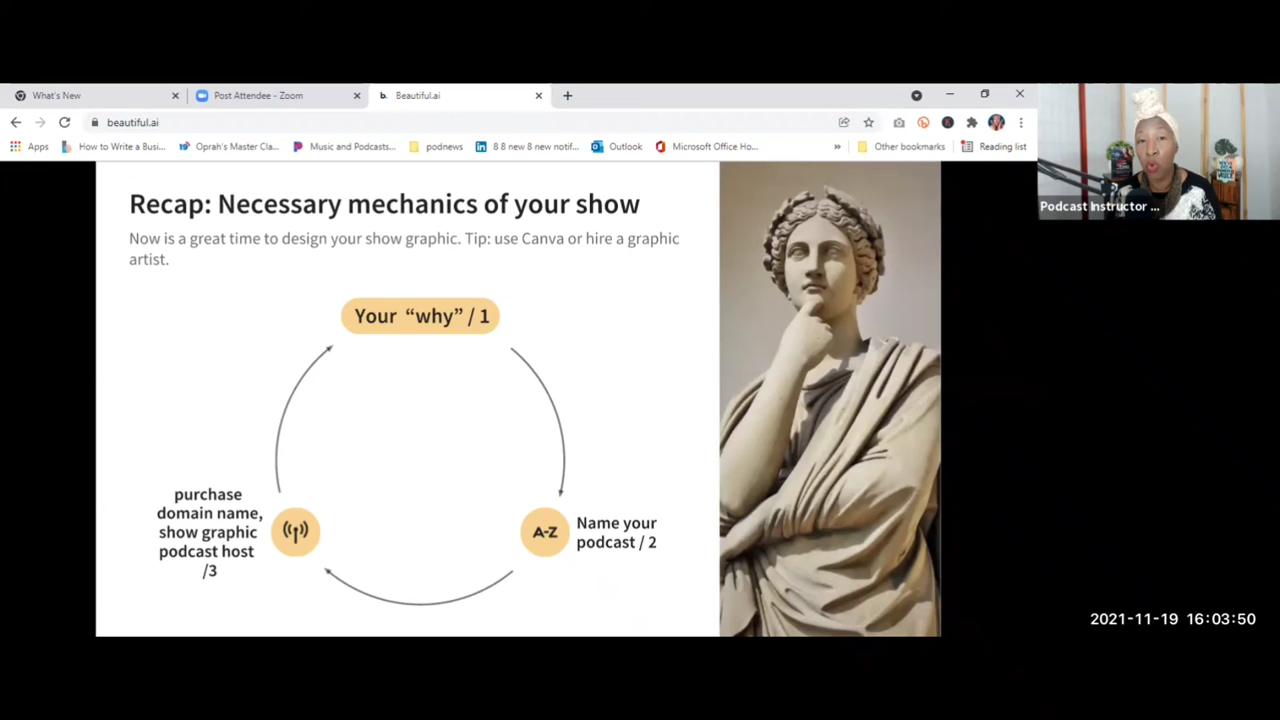 What's New
Post Attendee - Zoom
b. Beautiful.ai
beautiful.ai
Apps
How to Write a Busi...
Oprah's Master Cla...
Music and Podcasts...
podnews
8 8 new 8 new notif...
Outlook
Microsoft Office Ho...
»
Other bookmarks
Reading list
Podcast Instructor ...
Recap: Necessary mechanics of your show
Now is a great time to design your show graphic. Tip: use Canva or hire a graphic
artist.
Your “why” / 1
A-Z
Name your
podcast / 2
purchase
domain name,
show graphic
podcast host
/3
2021-11-19 16:03:50